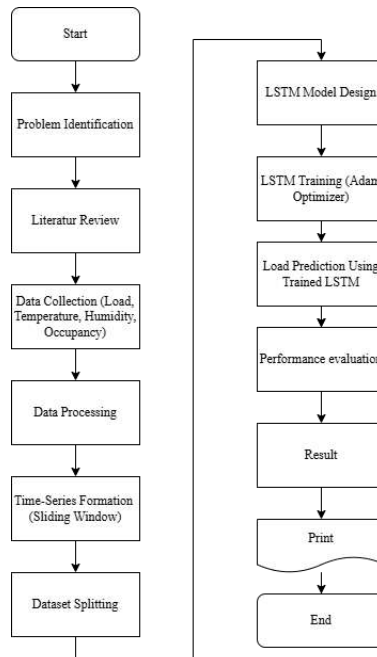 Start
Problem Identification
Literatur Review
Data Collection (Load,
Temperature, Humidity,
Occupancy)
Data Processing
Time-Series Formation
(Sliding Window)
Dataset Splitting
LSTM Model Design
LSTM Training (Adam
Optimizer)
Load Prediction Using
Trained LSTM
Performance evaluation
Result
Print
End